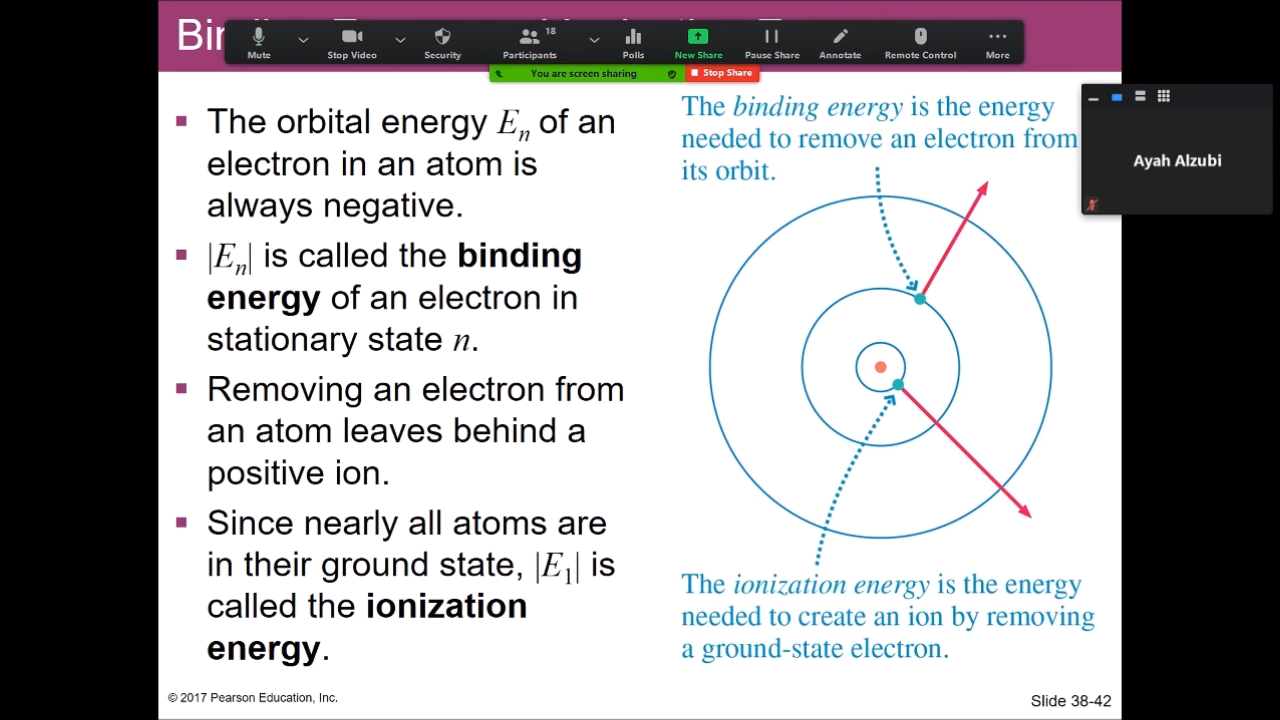 Bin
Mute
Stop Video
Security
Participants
18
Polls
New Share
Pause Share
Annotate
Remote Control
More
You are screen sharing
Stop Share
Ayah Alzubi
▪ The orbital energy Eₙ of an
electron in an atom is
always negative.
▪ |Eₙ| is called the binding
energy of an electron in
stationary state n.
▪ Removing an electron from
an atom leaves behind a
positive ion.
▪ Since nearly all atoms are
in their ground state, |E₁| is
called the ionization
energy.
The binding energy is the energy
needed to remove an electron from
its orbit.
The ionization energy is the energy
needed to create an ion by removing
a ground-state electron.
© 2017 Pearson Education, Inc.
Slide 38-42